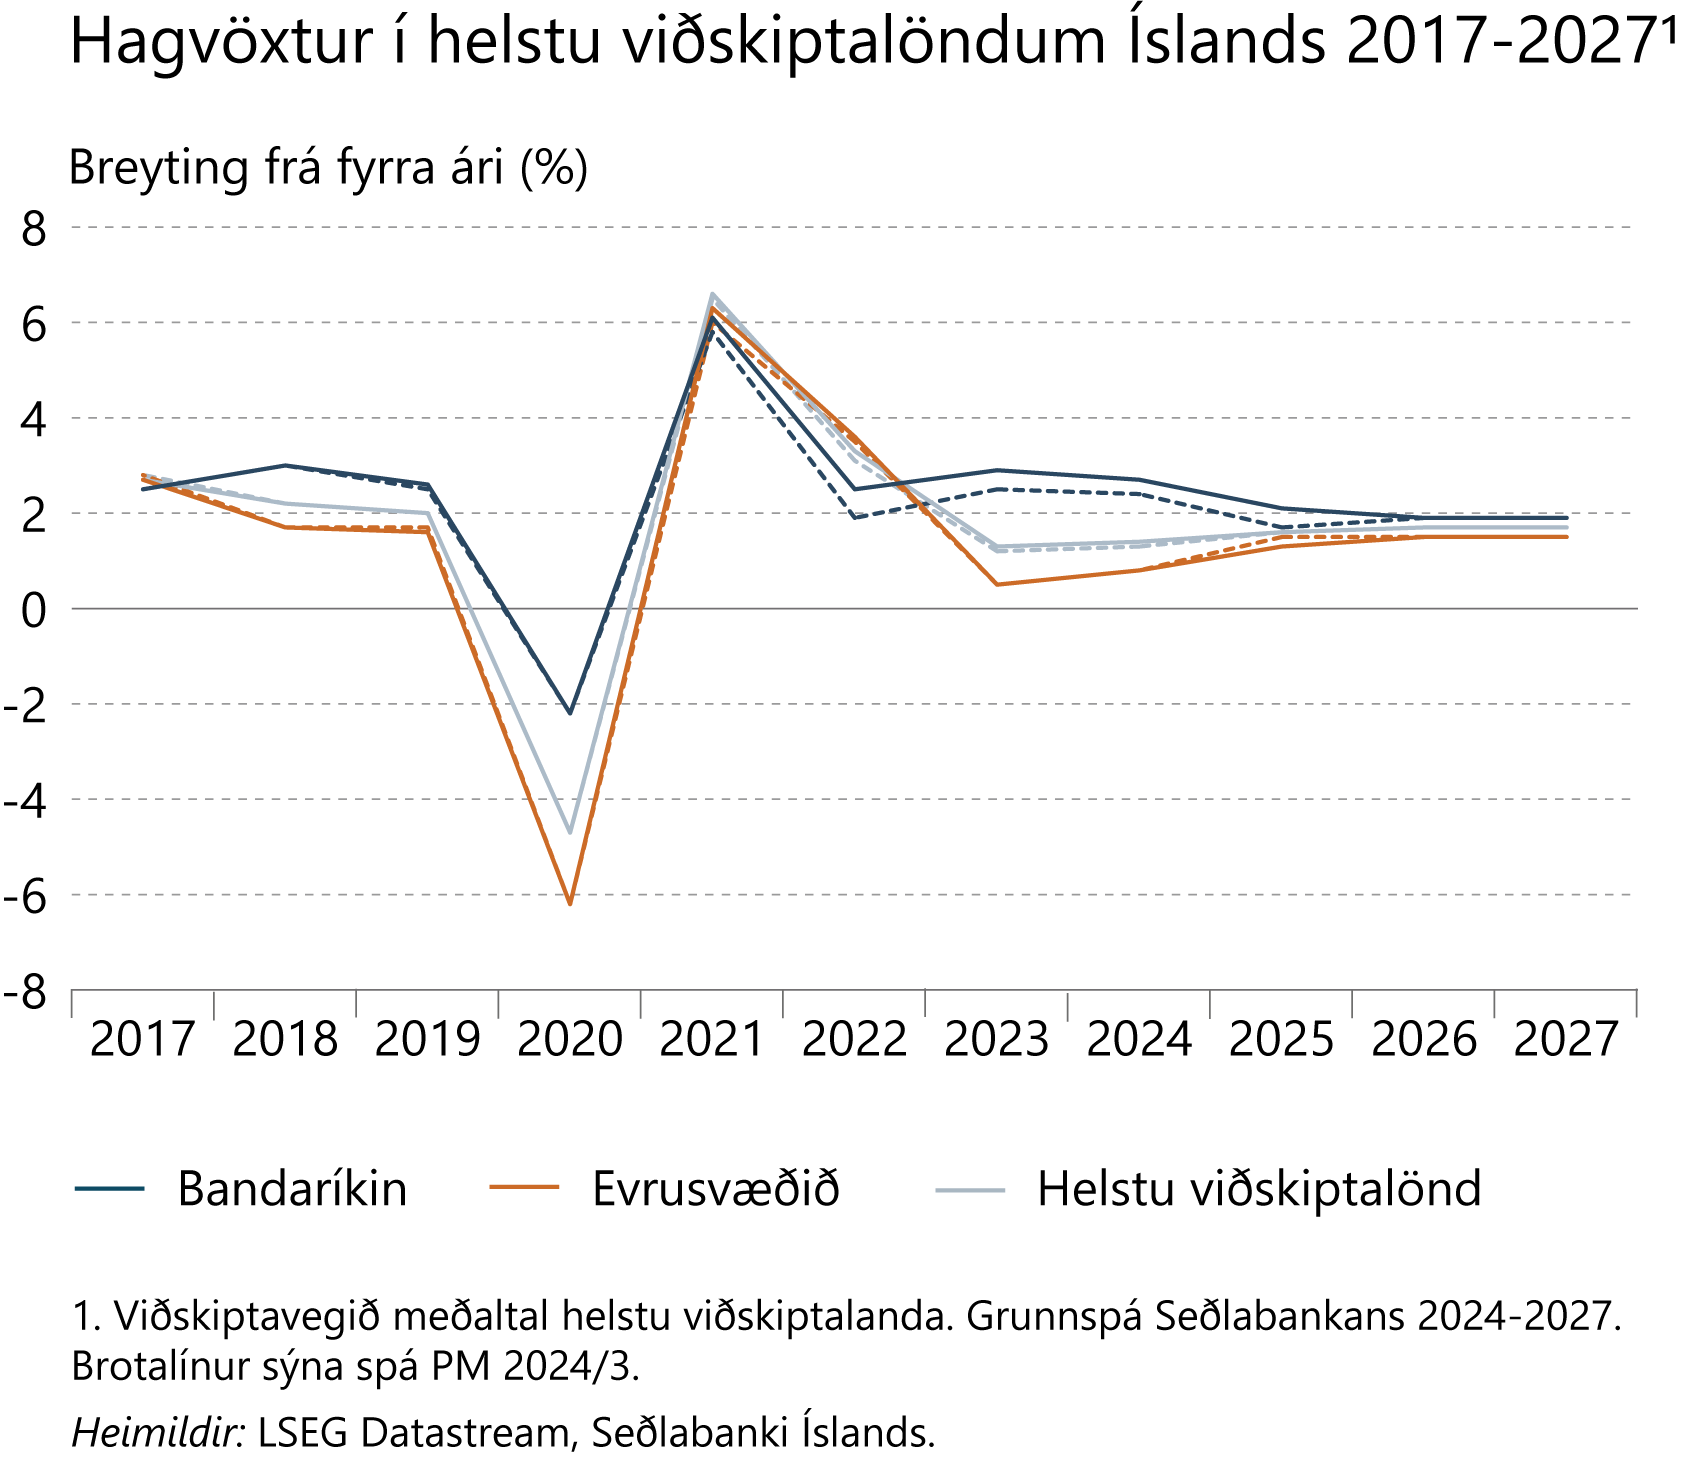 Hagvöxtur í helstu viðskiptalöndum Íslands 2017-2027¹
Breyting frá fyrra ári (%)
8
6
4
2
0
-2
-4
-6
-8
2017 2018 2019 2020 2021 2022 2023 2024 2025 2026 2027
Bandaríkin Evrusvæðið Helstu viðskiptalönd
1. Viðskiptavegið meðaltal helstu viðskiptalanda. Grunnspá Seðlabankans 2024-2027.
Brotalínur sýna spá PM 2024/3.
Heimildir: LSEG Datastream, Seðlabanki Íslands.